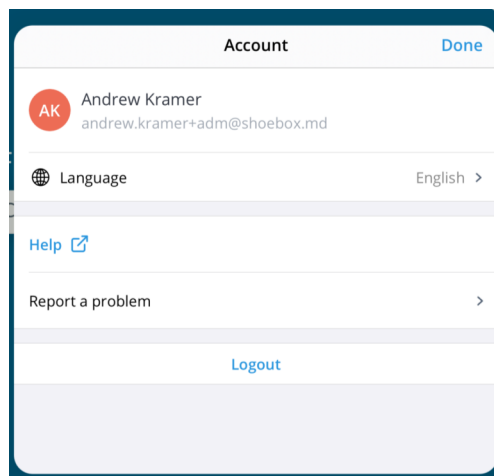 Account
Done
AK
Andrew Kramer
andrew.kramer+adm@shoebox.md
Language
English
Help
Report a problem
Logout